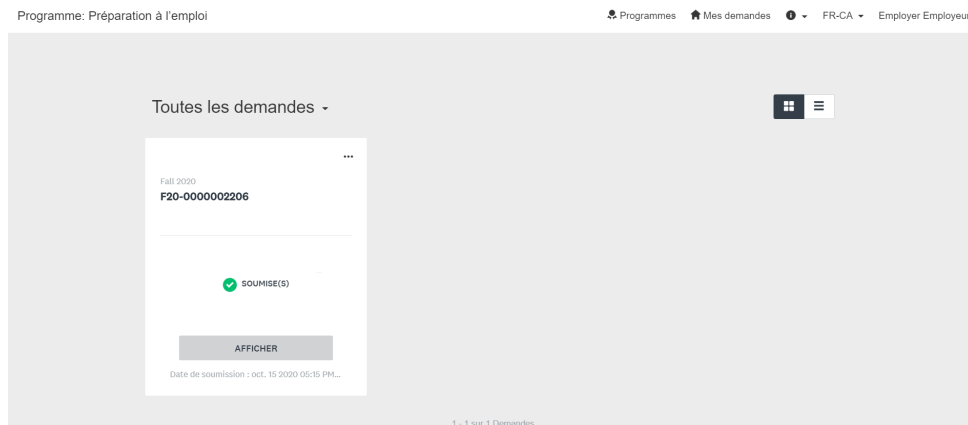 Programme: Préparation à l'emploi
Programmes Mes demandes FR-CA Employer Employeur
Toutes les demandes
Fall 2020
F20-0000002206
SOUMISE(S)
AFFICHER
Date de soumission : oct. 15 2020 05:15 PM...
1 - 1 sur 1 Demandes